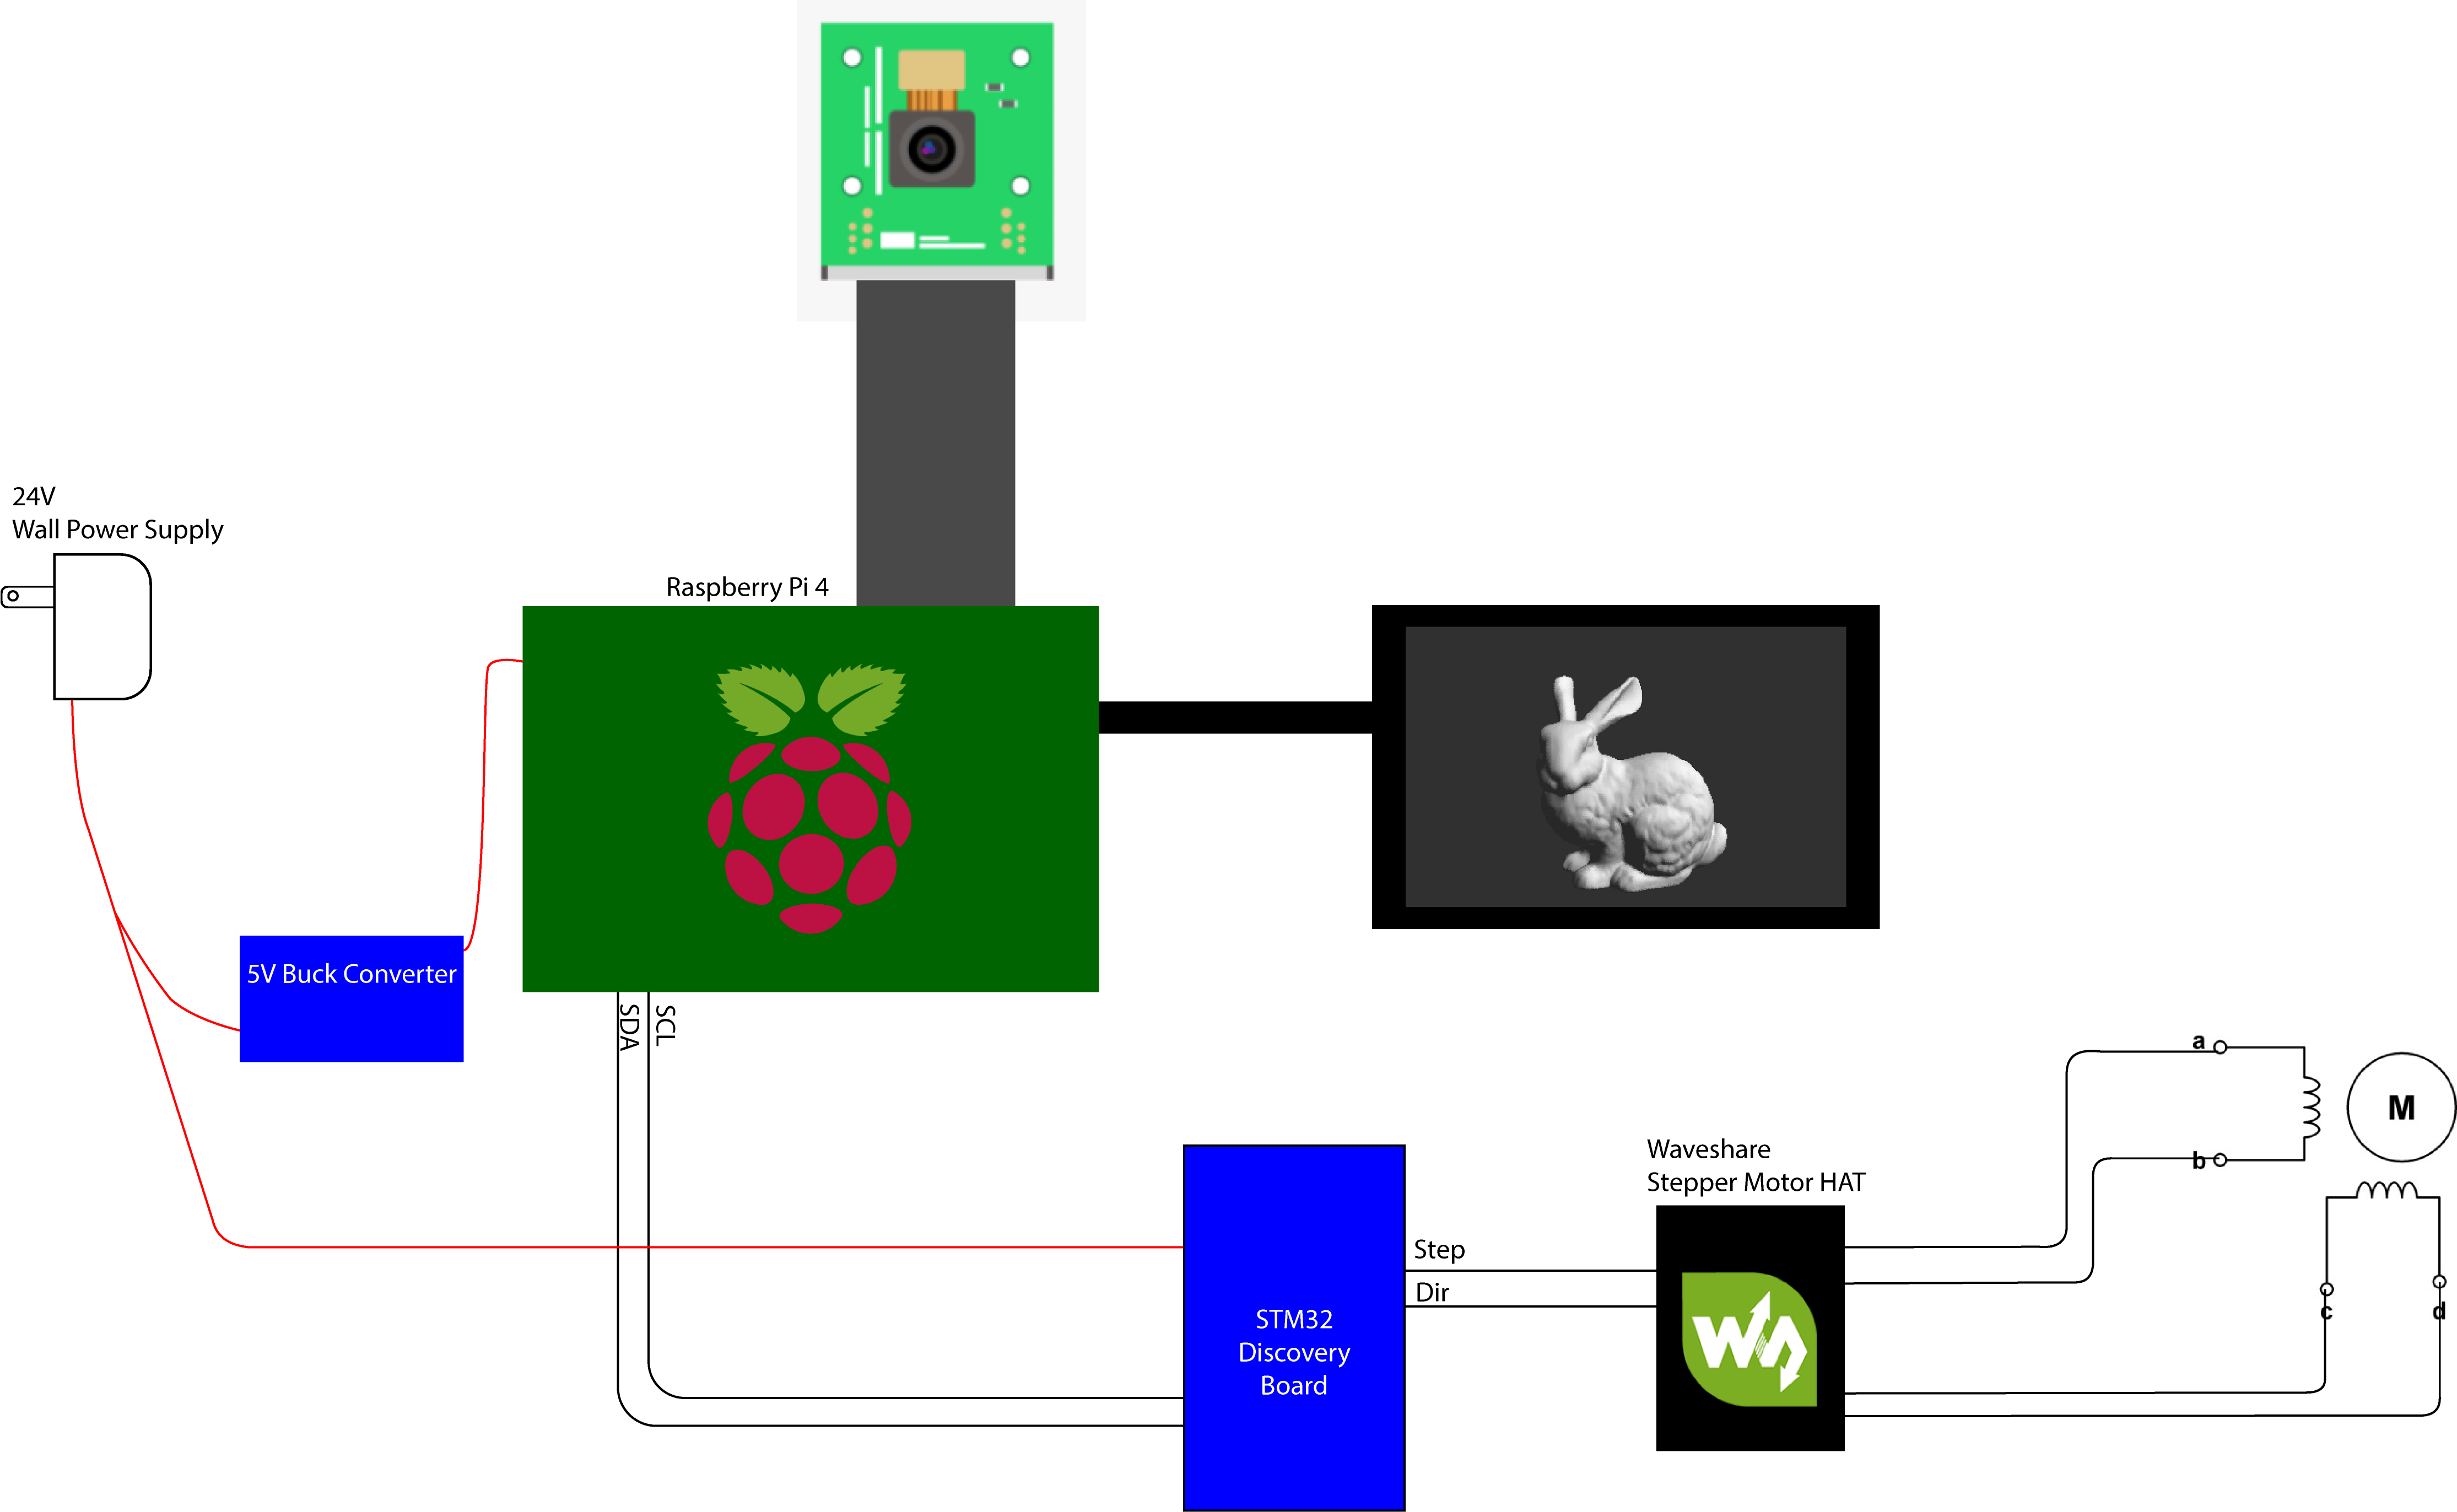 24V
Wall Power Supply
Raspberry Pi 4
5V Buck Converter
SDA
SCL
a
b
M
Waveshare
Stepper Motor HAT
Step
Dir
STM32
Discovery
Board
c
d